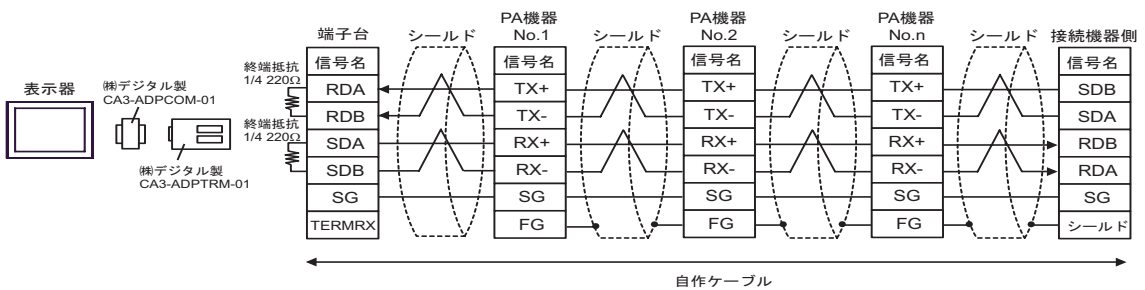 表示器
㈱デジタル製
CA3-ADPCOM-01
㈱デジタル製
CA3-ADPTRM-01
終端抵抗
1/4 220Ω
終端抵抗
1/4 220Ω
端子台
信号名
RDA
RDB
SDA
SDB
SG
TERMRX
シールド
PA機器
No.1
信号名
TX+
TX-
RX+
RX-
SG
FG
シールド
PA機器
No.2
信号名
TX+
TX-
RX+
RX-
SG
FG
シールド
PA機器
No.n
信号名
TX+
TX-
RX+
RX-
SG
FG
シールド
接続機器側
信号名
SDB
SDA
RDB
RDA
SG
シールド
自作ケーブル